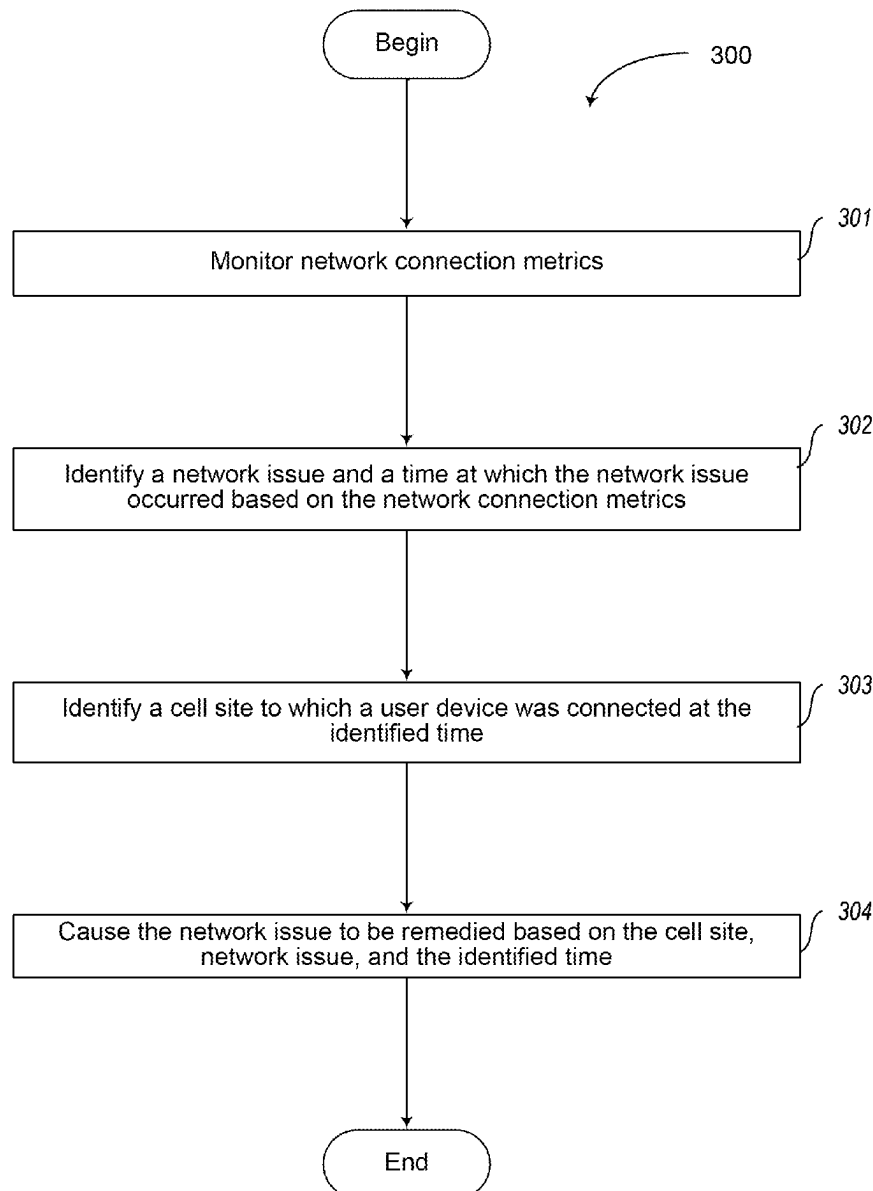 Begin
300
301
Monitor network connection metrics
302
Identify a network issue and a time at which the network issue
occurred based on the network connection metrics
303
Identify a cell site to which a user device was connected at the
identified time
304
Cause the network issue to be remedied based on the cell site,
network issue, and the identified time
End